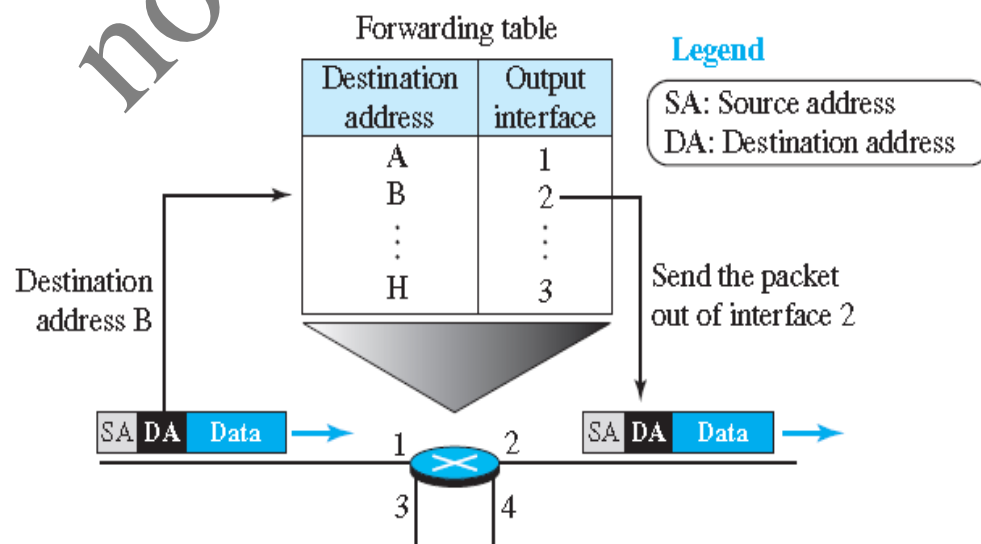 no
Forwarding table
Legend
Destination address
Output interface
SA: Source address
DA: Destination address
A 1
B 2
H 3
Destination
address B
Send the packet
out of interface 2
SA DA Data
SA DA Data
1 2
3 4